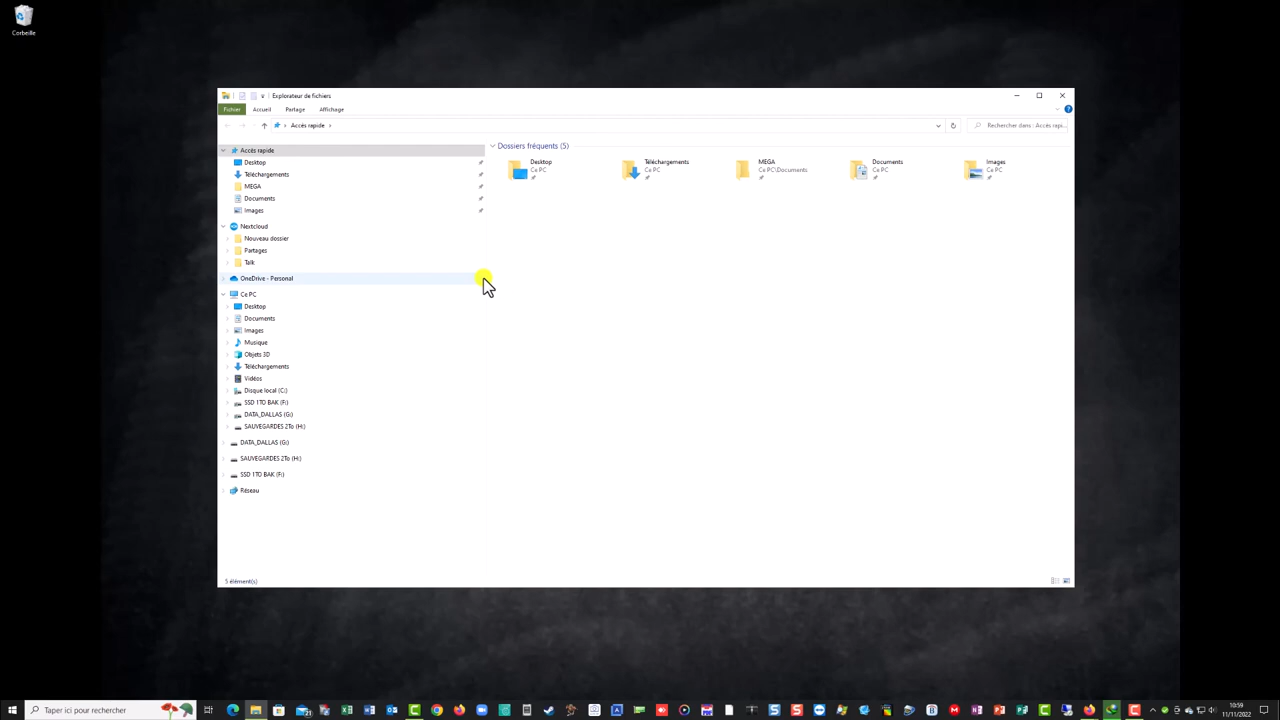 Corbeille
Explorateur de fichiers
Fichier Accueil Partage Affichage
Accès rapide
Rechercher dans : Accès rapi...
Accès rapide
Desktop
Téléchargements
MEGA
Documents
Images
Nextcloud
Nouveau dossier
Partages
Talk
OneDrive - Personal
Ce PC
Desktop
Documents
Images
Musique
Objets 3D
Téléchargements
Vidéos
Disque local (C:)
SSD 1TO BAK (F:)
DATA_DALLAS (G:)
SAUVEGARDES 2To (H:)
DATA_DALLAS (G:)
SAUVEGARDES 2To (H:)
SSD 1TO BAK (F:)
Réseau
Dossiers fréquents (5)
Desktop
Ce PC
Téléchargements
Ce PC
MEGA
Ce PC\Documents
Documents
Ce PC
Images
Ce PC
5 élément(s)
Taper ici pour rechercher
10:59
11/11/2022